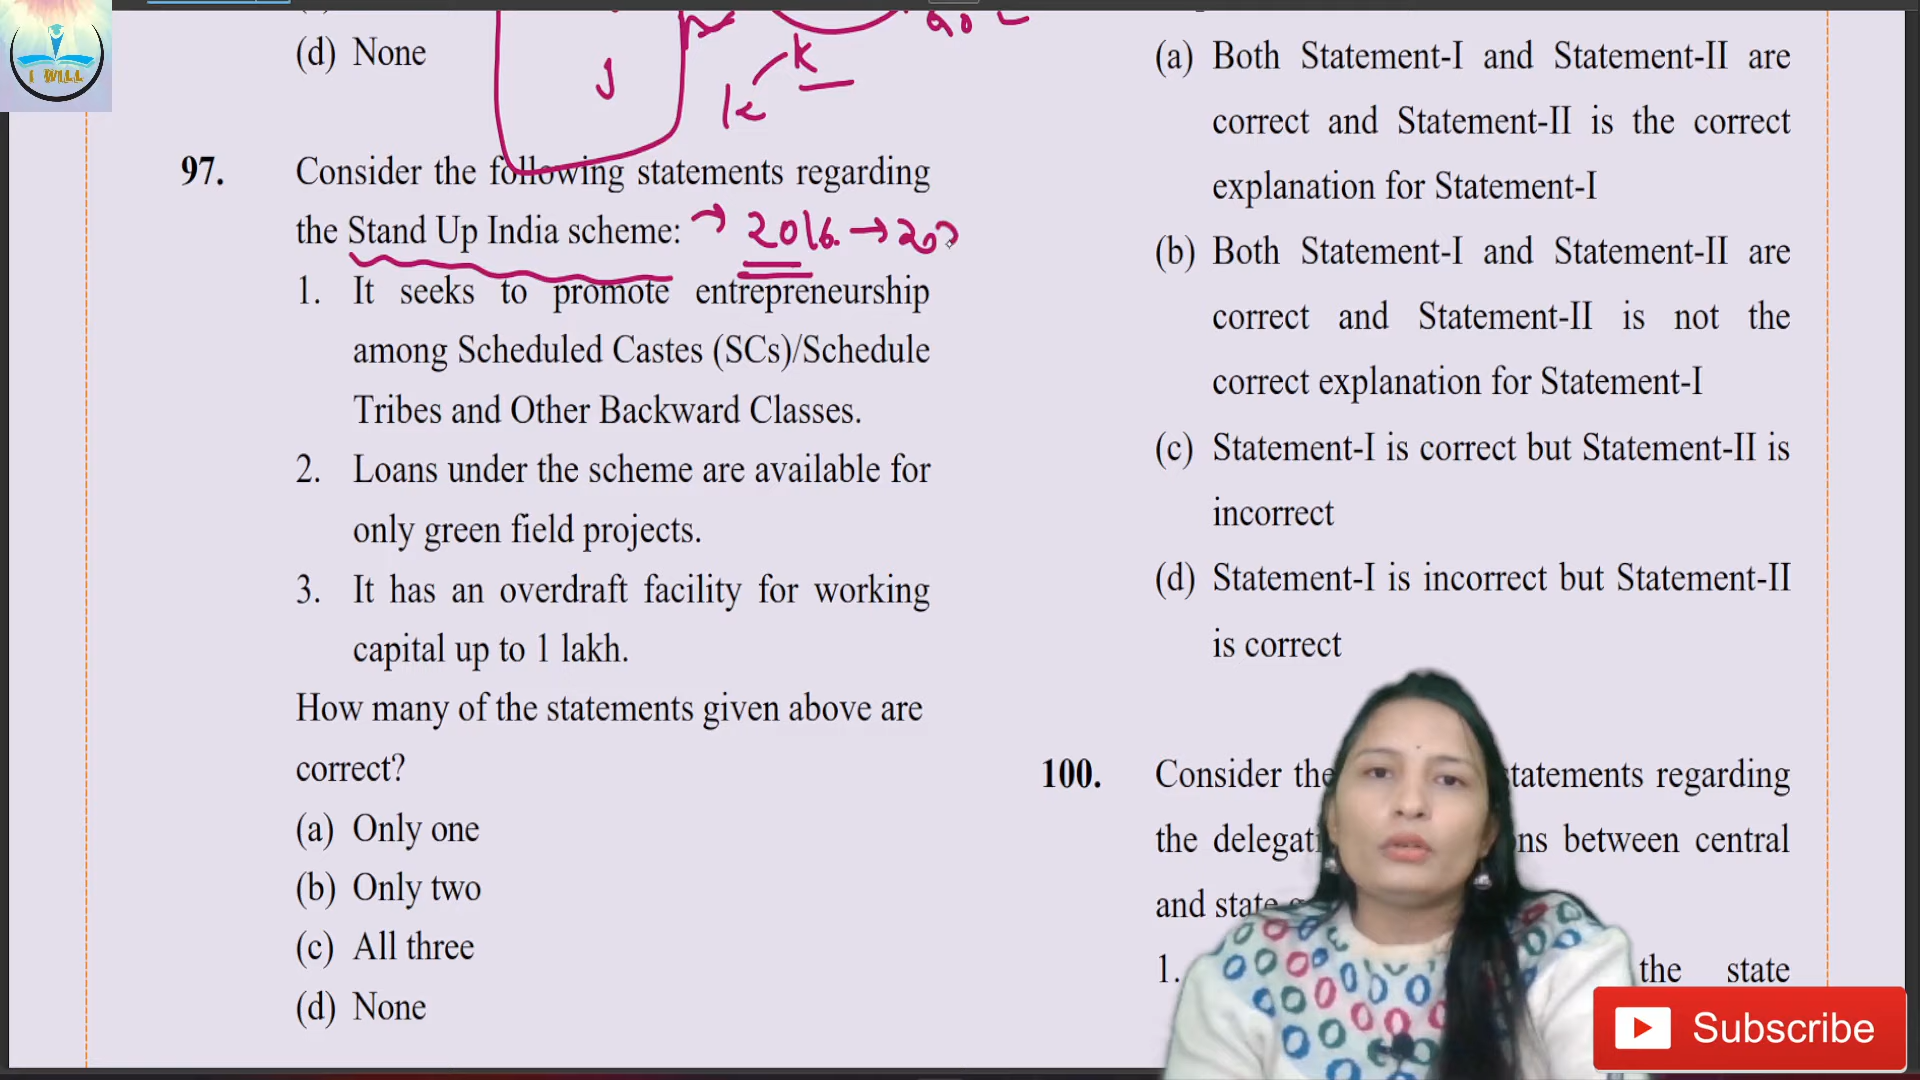 I WILL
(d) None
k
k
97. Consider the following statements regarding
the Stand Up India scheme: → 2016 →
1. It seeks to promote entrepreneurship
among Scheduled Castes (SCs)/Schedule
Tribes and Other Backward Classes.
2. Loans under the scheme are available for
only green field projects.
3. It has an overdraft facility for working
capital up to 1 lakh.
How many of the statements given above are
correct?
(a) Only one
(b) Only two
(c) All three
(d) None
(a) Both Statement-I and Statement-II are
correct and Statement-II is the correct
explanation for Statement-I
(b) Both Statement-I and Statement-II are
correct and Statement-II is not the
correct explanation for Statement-I
(c) Statement-I is correct but Statement-II is
incorrect
(d) Statement-I is incorrect but Statement-II
is correct
100. Consider the statements regarding
the between central
and state
1. the state
Subscribe